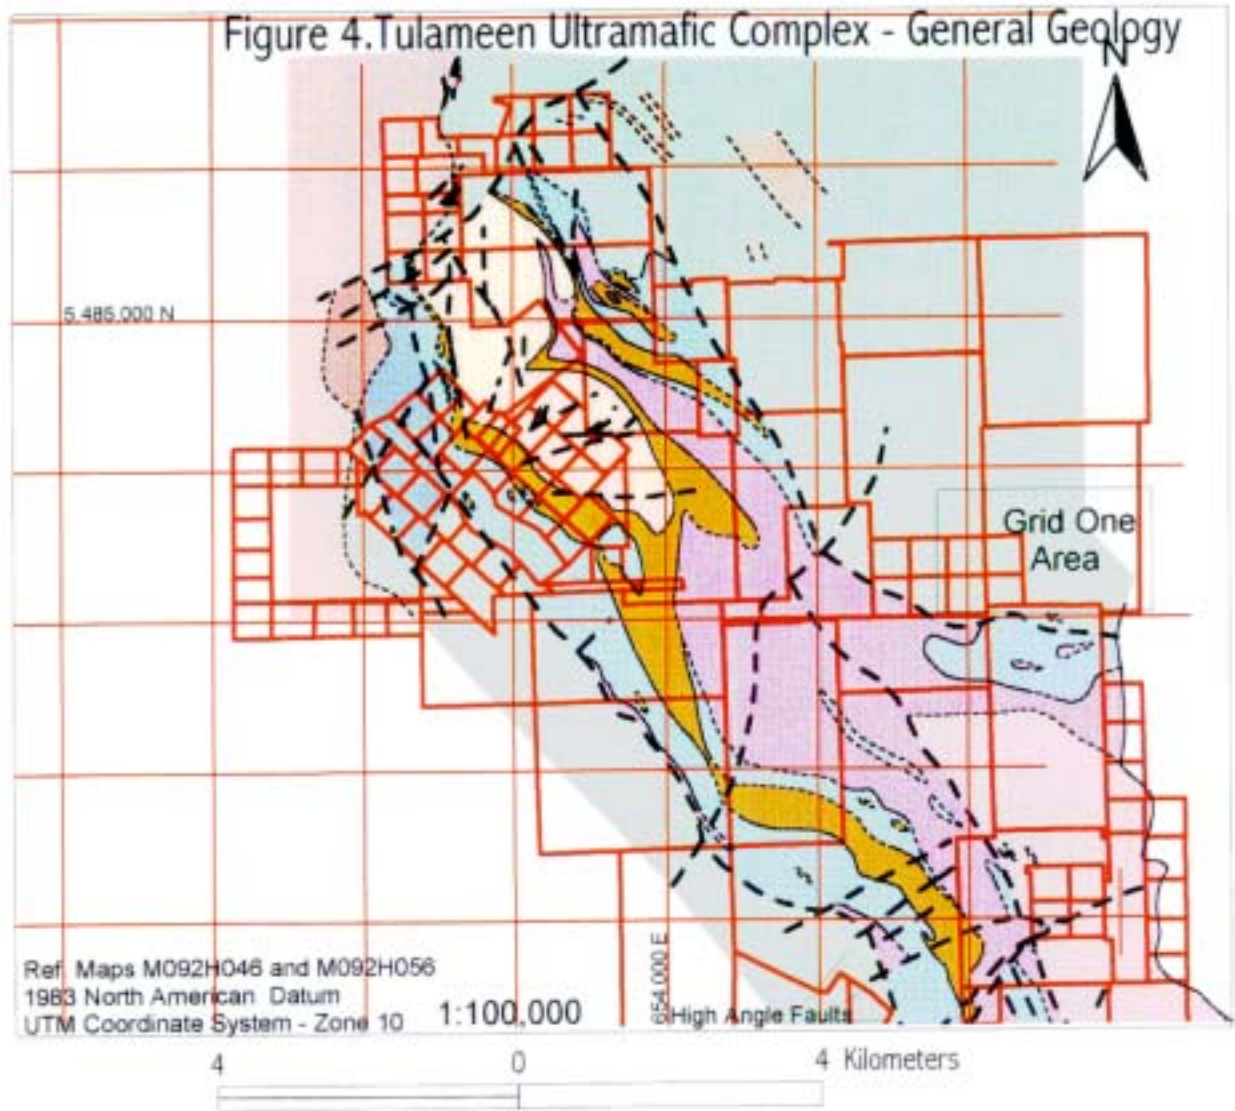 Figure 4.Tulameen Ultramafic Complex - General Geology
N
5.485.000 N
Grid One
Area
Ref Maps M092H046 and M092H056
1983 North American Datum
UTM Coordinate System - Zone 10
1:100,000
654.000 E
High Angle Faults
4 0 4 Kilometers